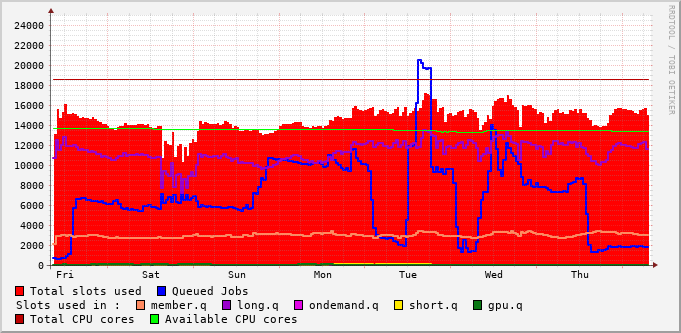 24000
22000
20000
18000
16000
14000
12000
10000
8000
6000
4000
2000
0
Fri Sat Sun Mon Tue Wed Thu
RRDTOOL / TOBI OETIKER
Total slots used Queued Jobs
Slots used in : member.q long.q ondemand.q short.q gpu.q
Total CPU cores Available CPU cores